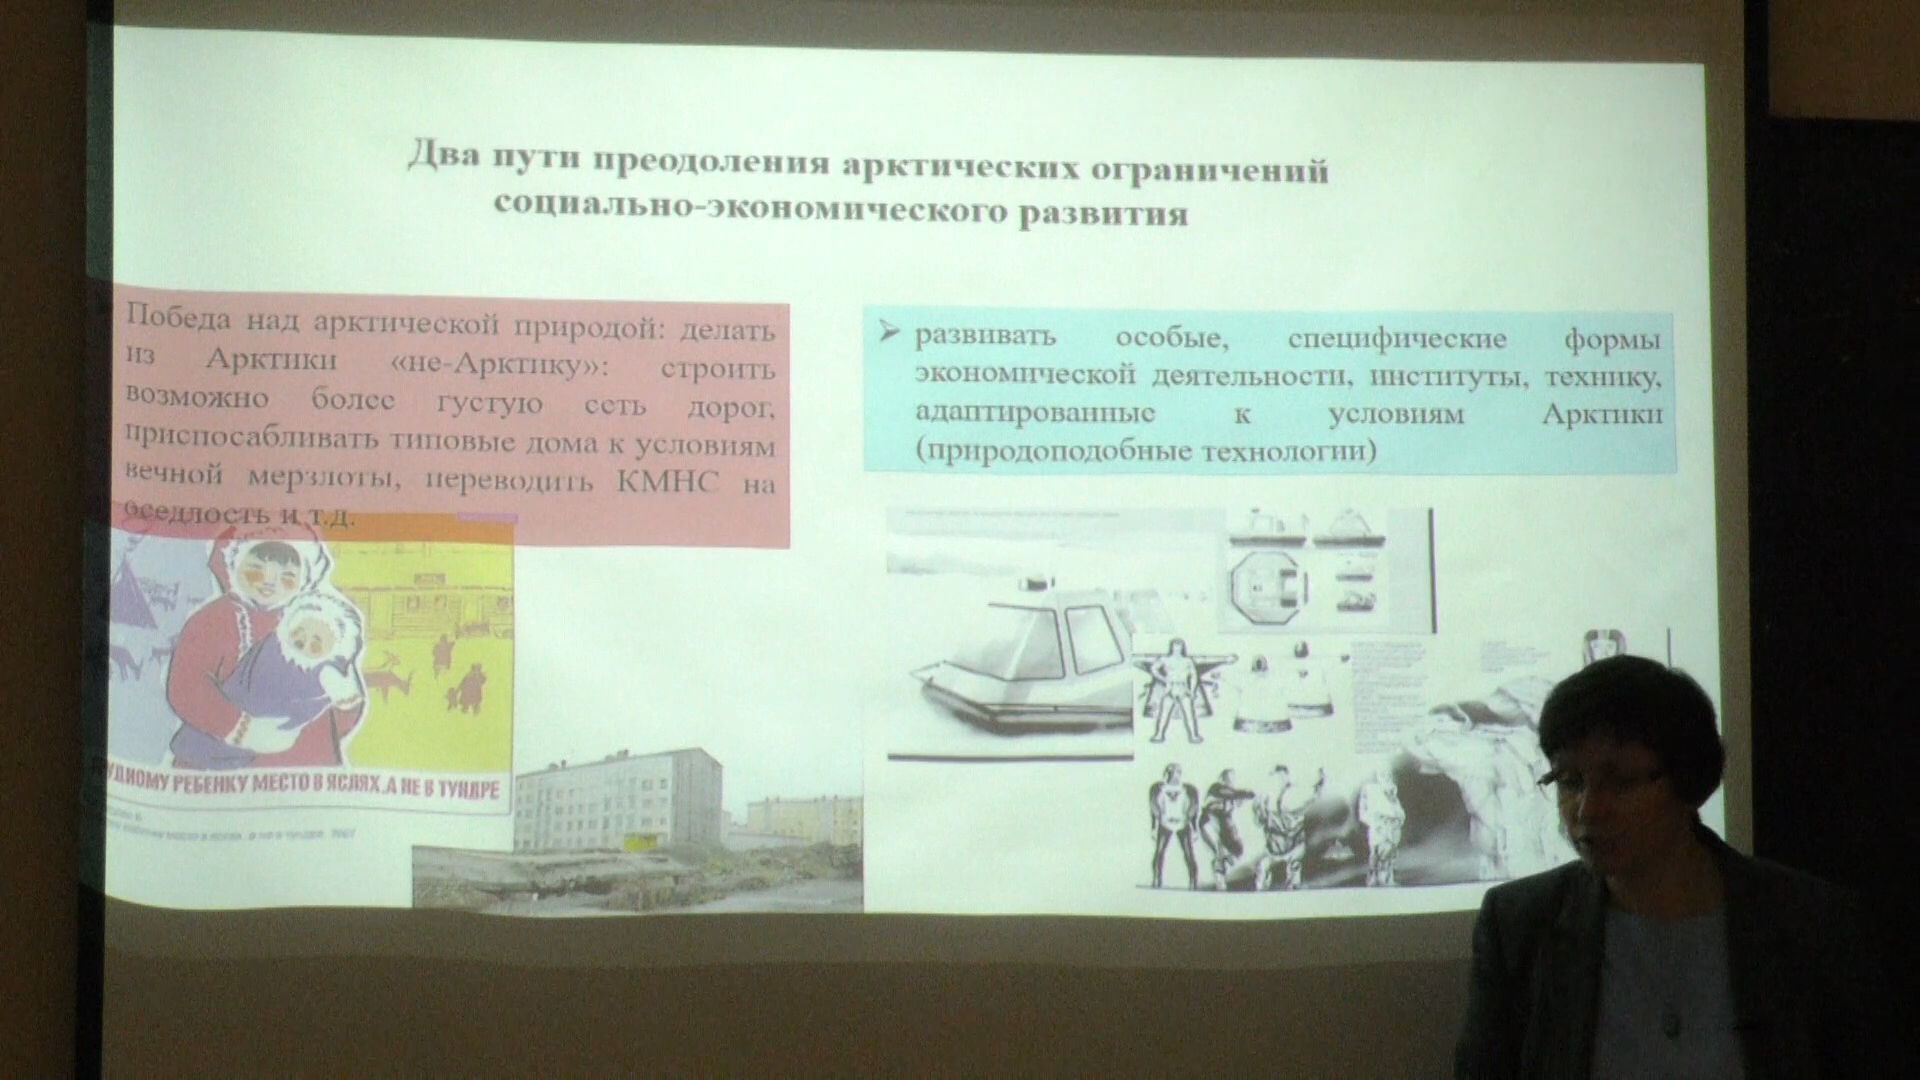 Два пути преодоления арктических ограничений
социально-экономического развития
Победа над арктической природой: делать
из Арктики «не-Арктику»: строить
возможно более густую сеть дорог,
приспосабливать типовые дома к условиям
вечной мерзлоты, переводить КМНС на
оседлость и т.д.
➢ развивать особые, специфические формы
экономической деятельности, институты, технику,
адаптированные к условиям Арктики
(природоподобные технологии)
УДНОМУ РЕБЕНКУ МЕСТО В ЯСЛЯХ,А НЕ В ТУНДРЕ